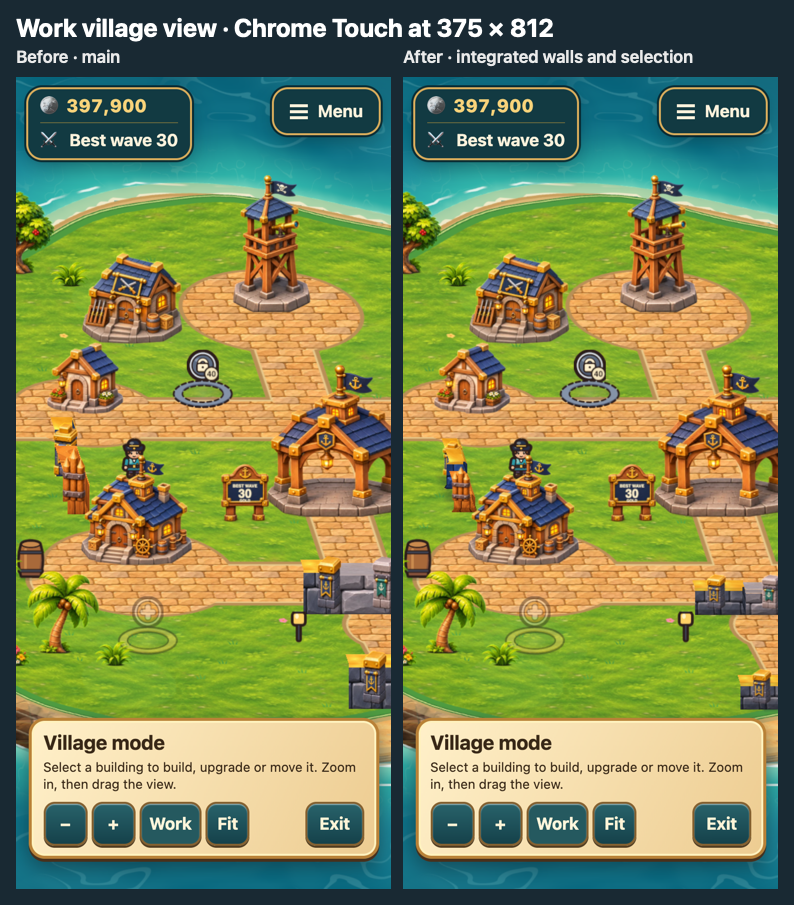 Work village view · Chrome Touch at 375 × 812
Before · main
After · integrated walls and selection
397,900
Best wave 30
Menu
40
BEST WAVE
30
Village mode
Select a building to build, upgrade or move it. Zoom
in, then drag the view.
−
+
Work
Fit
Exit
397,900
Best wave 30
Menu
40
BEST WAVE
30
Village mode
Select a building to build, upgrade or move it. Zoom
in, then drag the view.
−
+
Work
Fit
Exit